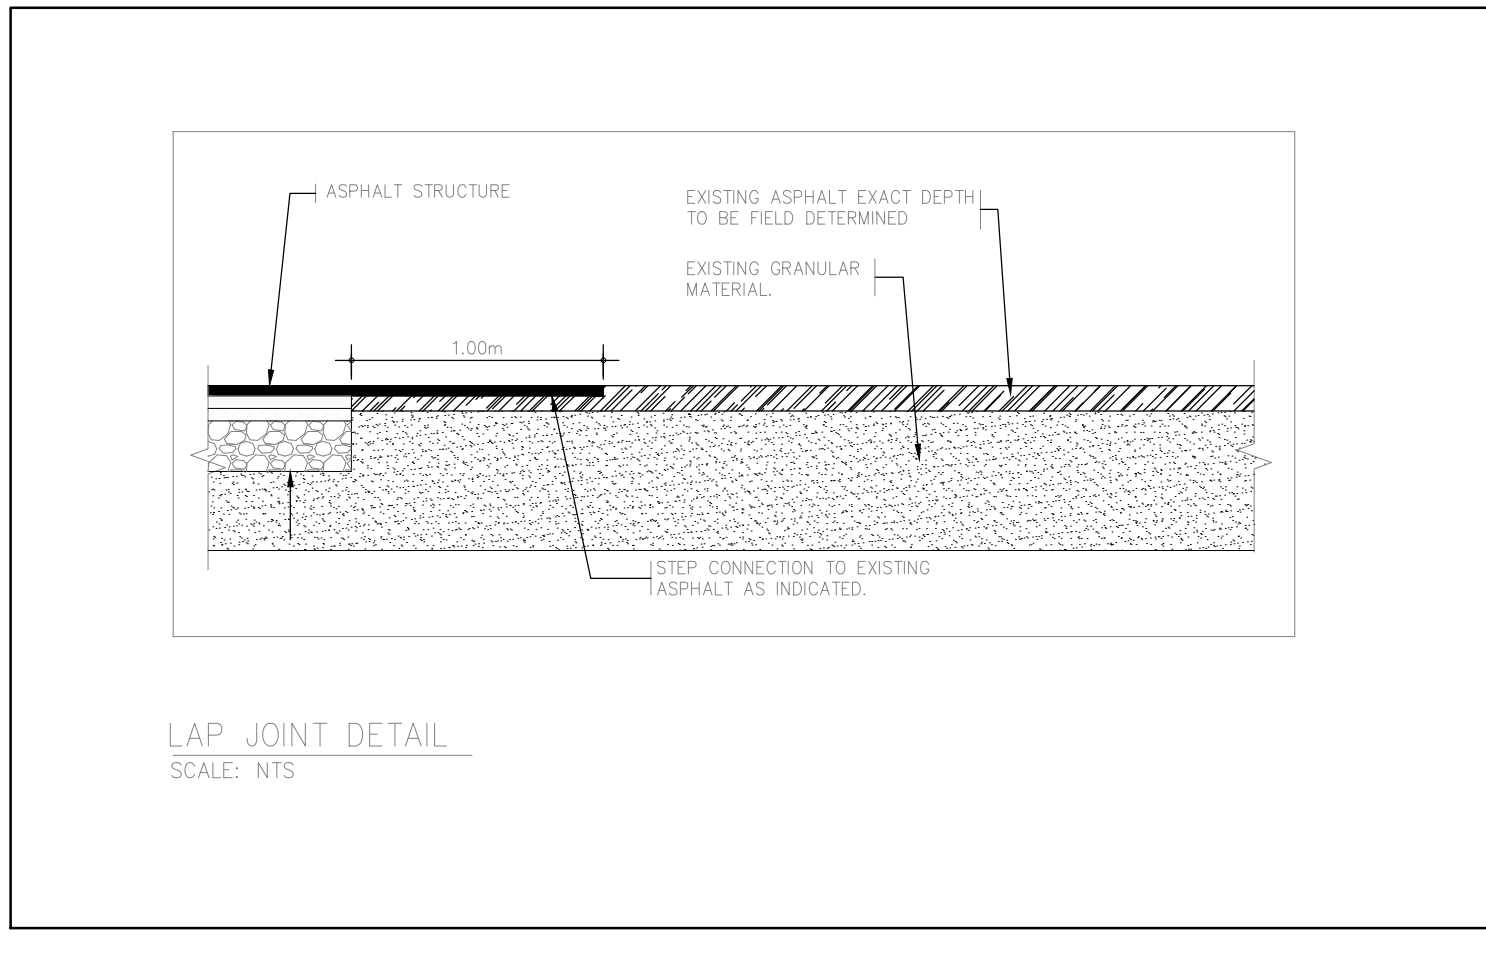 ASPHALT STRUCTURE
EXISTING ASPHALT EXACT DEPTH
TO BE FIELD DETERMINED
EXISTING GRANULAR
MATERIAL.
1.00m
STEP CONNECTION TO EXISTING
ASPHALT AS INDICATED.
LAP JOINT DETAIL
SCALE: NTS